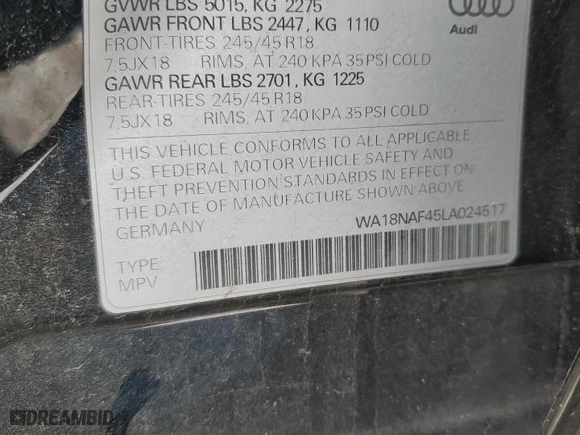 GVWR LBS 5015, KG 2275
GAWR FRONT LBS 2447, KG 1110
FRONT-TIRES 245/45 R18
7,5JX18 RIMS, AT 240 KPA 35 PSI COLD
GAWR REAR LBS 2701, KG 1225
REAR-TIRES 245/45 R18
7,5JX18 RIMS, AT 240 KPA 35 PSI COLD
Audi
THIS VEHICLE CONFORMS TO ALL APPLICABLE
U.S. FEDERAL MOTOR VEHICLE SAFETY AND
THEFT PREVENTION STANDARDS IN EFFECT ON
THE DATE OF MANUFACTURE SHOWN ABOVE
GERMANY
WA18NAF45LA024517
TYPE
MPV
DREAMBID